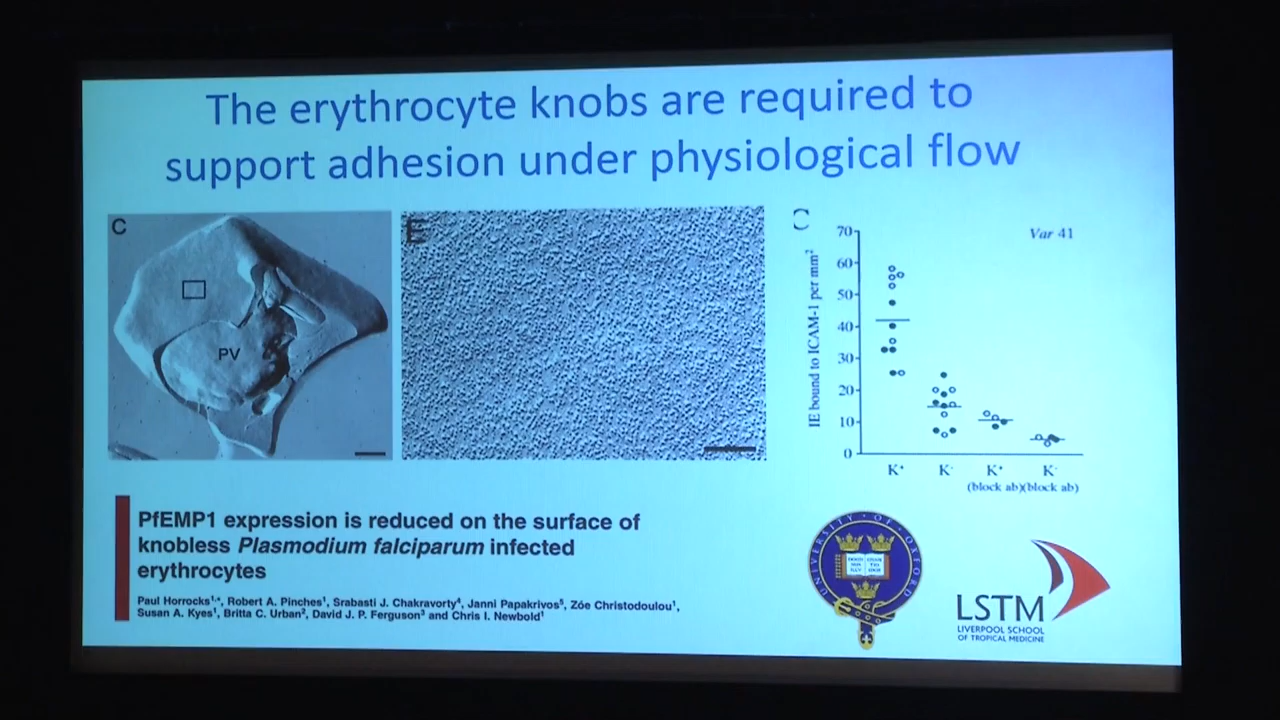 The erythrocyte knobs are required to
support adhesion under physiological flow
C
PV
E
C
Var 41
IE bound to ICAM-1 per mm²
70
60
50
40
30
20
10
0
K⁺
K⁻
K⁺
K⁻
(block ab)(block ab)
PfEMP1 expression is reduced on the surface of
knobless Plasmodium falciparum infected
erythrocytes
Paul Horrocks¹,*, Robert A. Pinches¹, Srabasti J. Chakravorty⁴, Janni Papakrivos⁵, Zóe Christodoulou¹,
Susan A. Kyes¹, Britta C. Urban², David J. P. Ferguson³ and Chris I. Newbold¹
UNIVERSITY OF OXFORD
LSTM
LIVERPOOL SCHOOL
OF TROPICAL MEDICINE